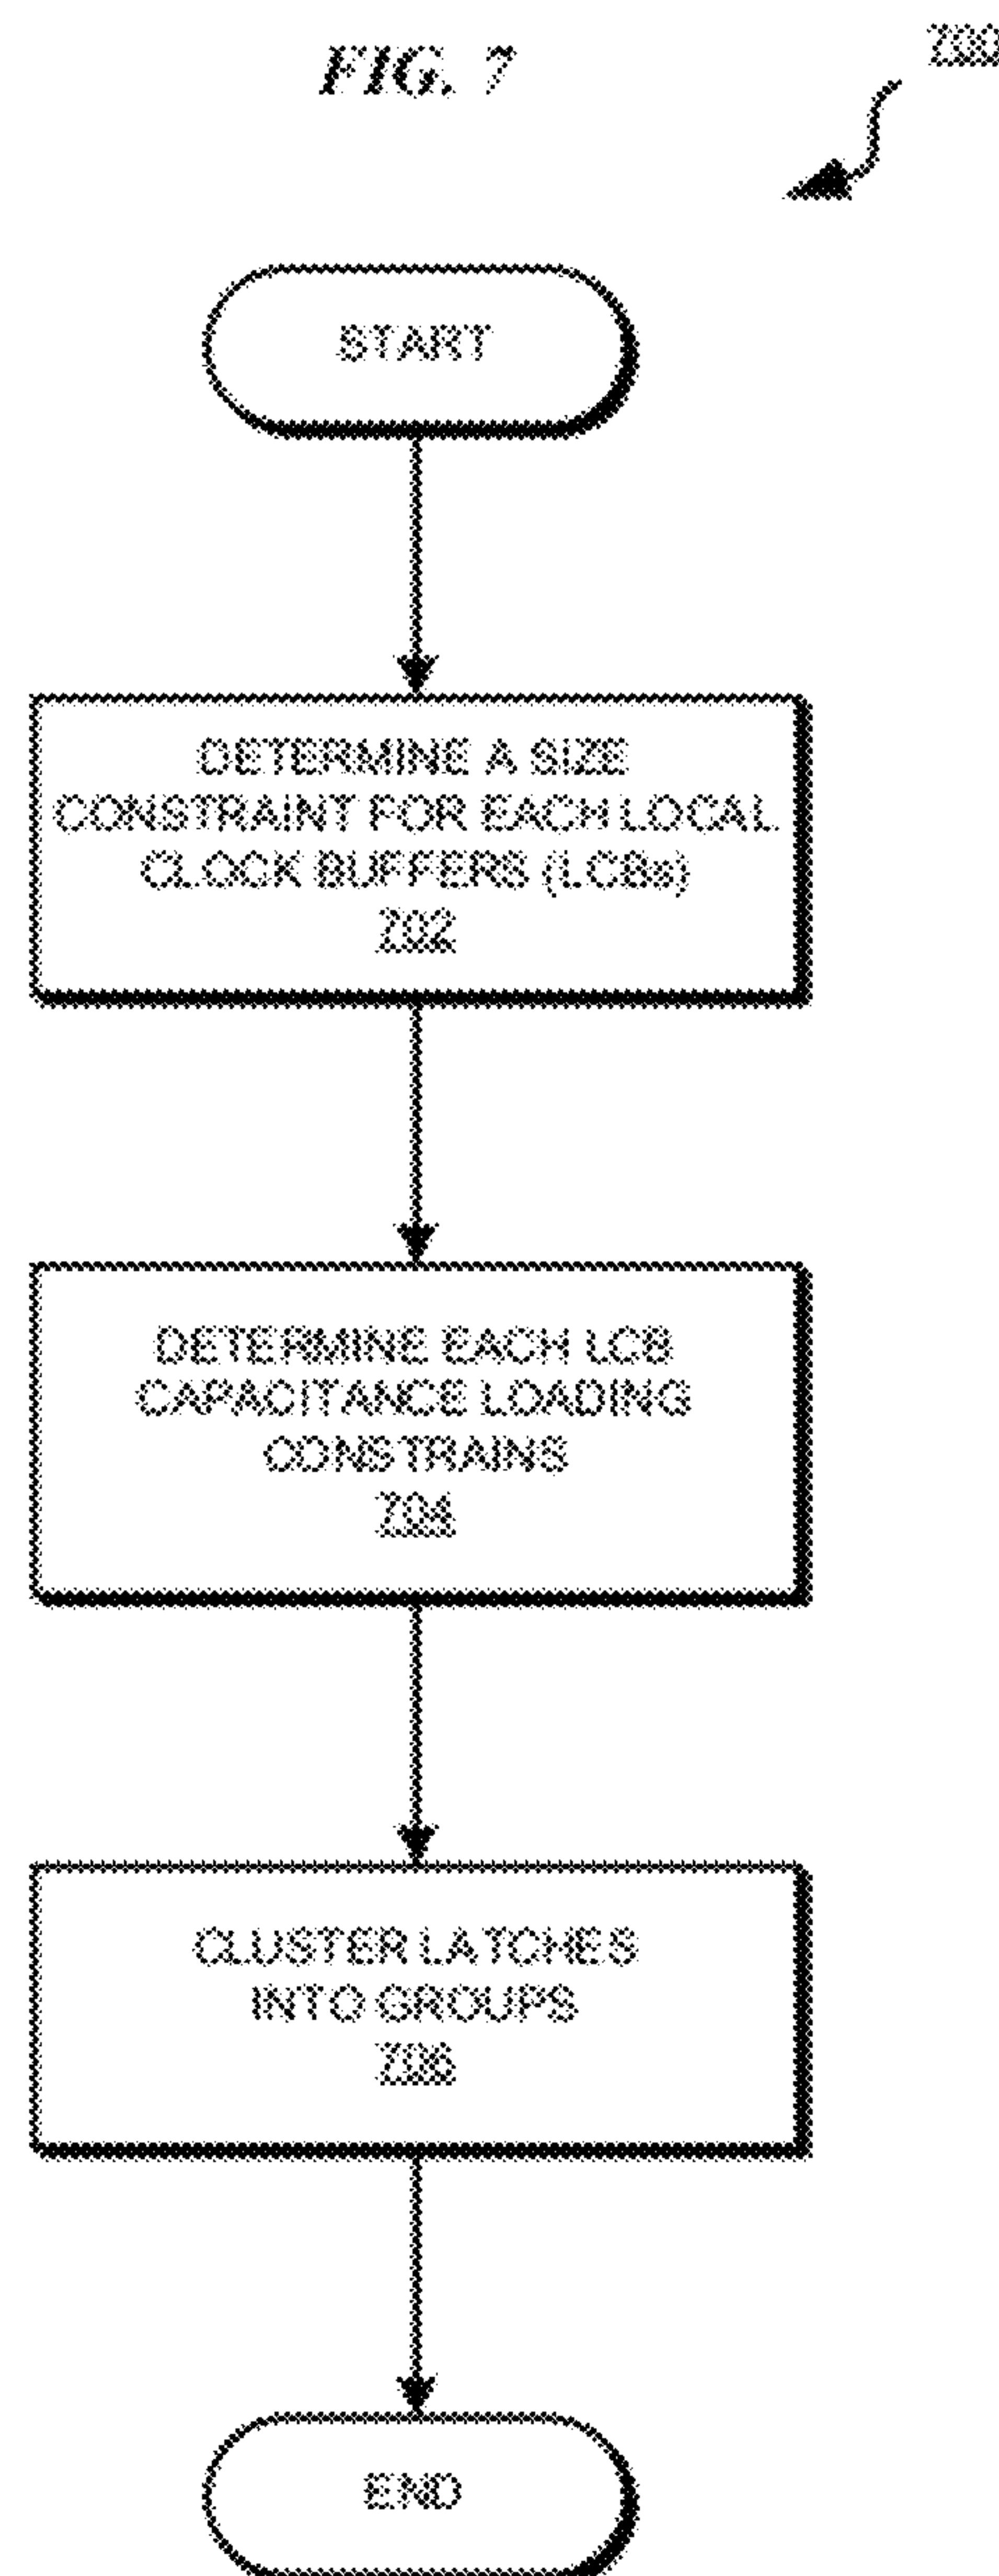 FIG. 7
700
START
DETERMINE A SIZE
CONSTRAINT FOR EACH LOCAL
CLOCK BUFFERS (LCBs)
702
DETERMINE EACH LCB
CAPACITANCE LOADING
CONSTRAINS
704
CLUSTER LATCHES
INTO GROUPS
706
END